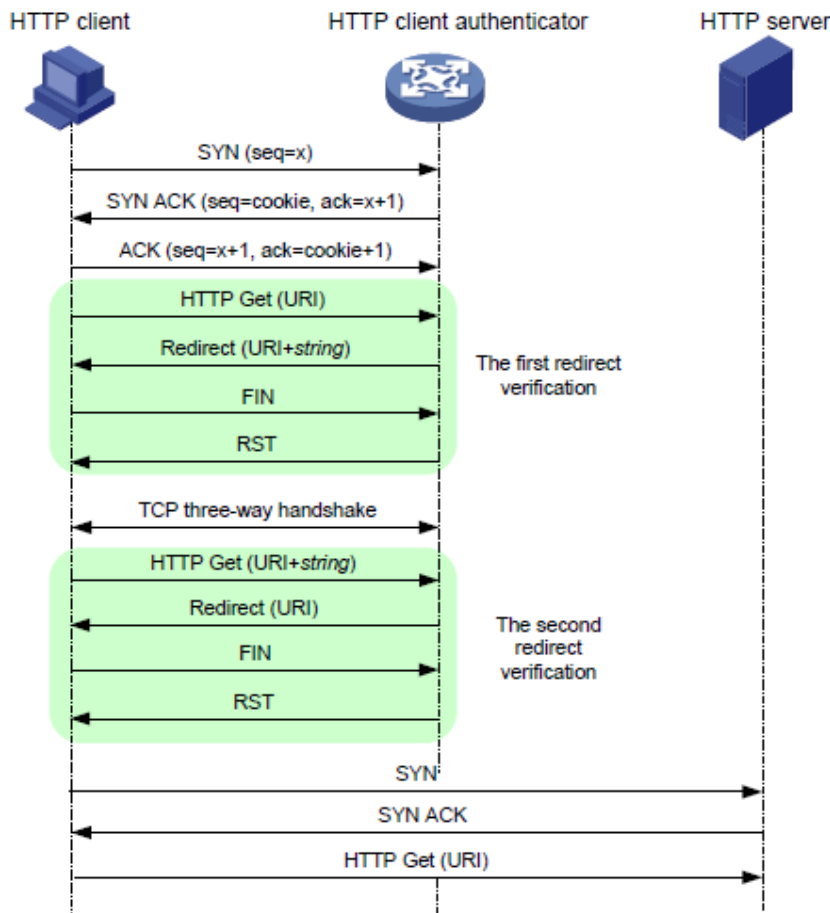 HTTP client
HTTP client authenticator
HTTP server
SYN (seq=x)
SYN ACK (seq=cookie, ack=x+1)
ACK (seq=x+1, ack=cookie+1)
HTTP Get (URI)
Redirect (URI+string)
The first redirect
verification
FIN
RST
TCP three-way handshake
HTTP Get (URI+string)
Redirect (URI)
The second
redirect
verification
FIN
RST
SYN
SYN ACK
HTTP Get (URI)